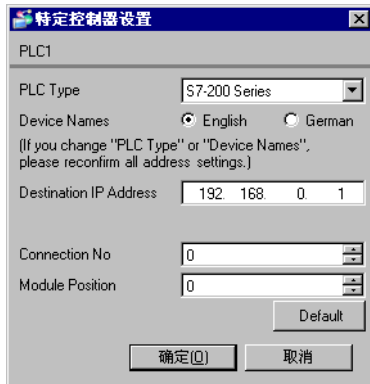 特定控制器设置
PLC1
PLC Type S7-200 Series
Device Names English German
(If you change "PLC Type" or "Device Names",
please reconfirm all address settings.)
Destination IP Address 192. 168. 0. 1
Connection No 0
Module Position 0
Default
确定(O) 取消